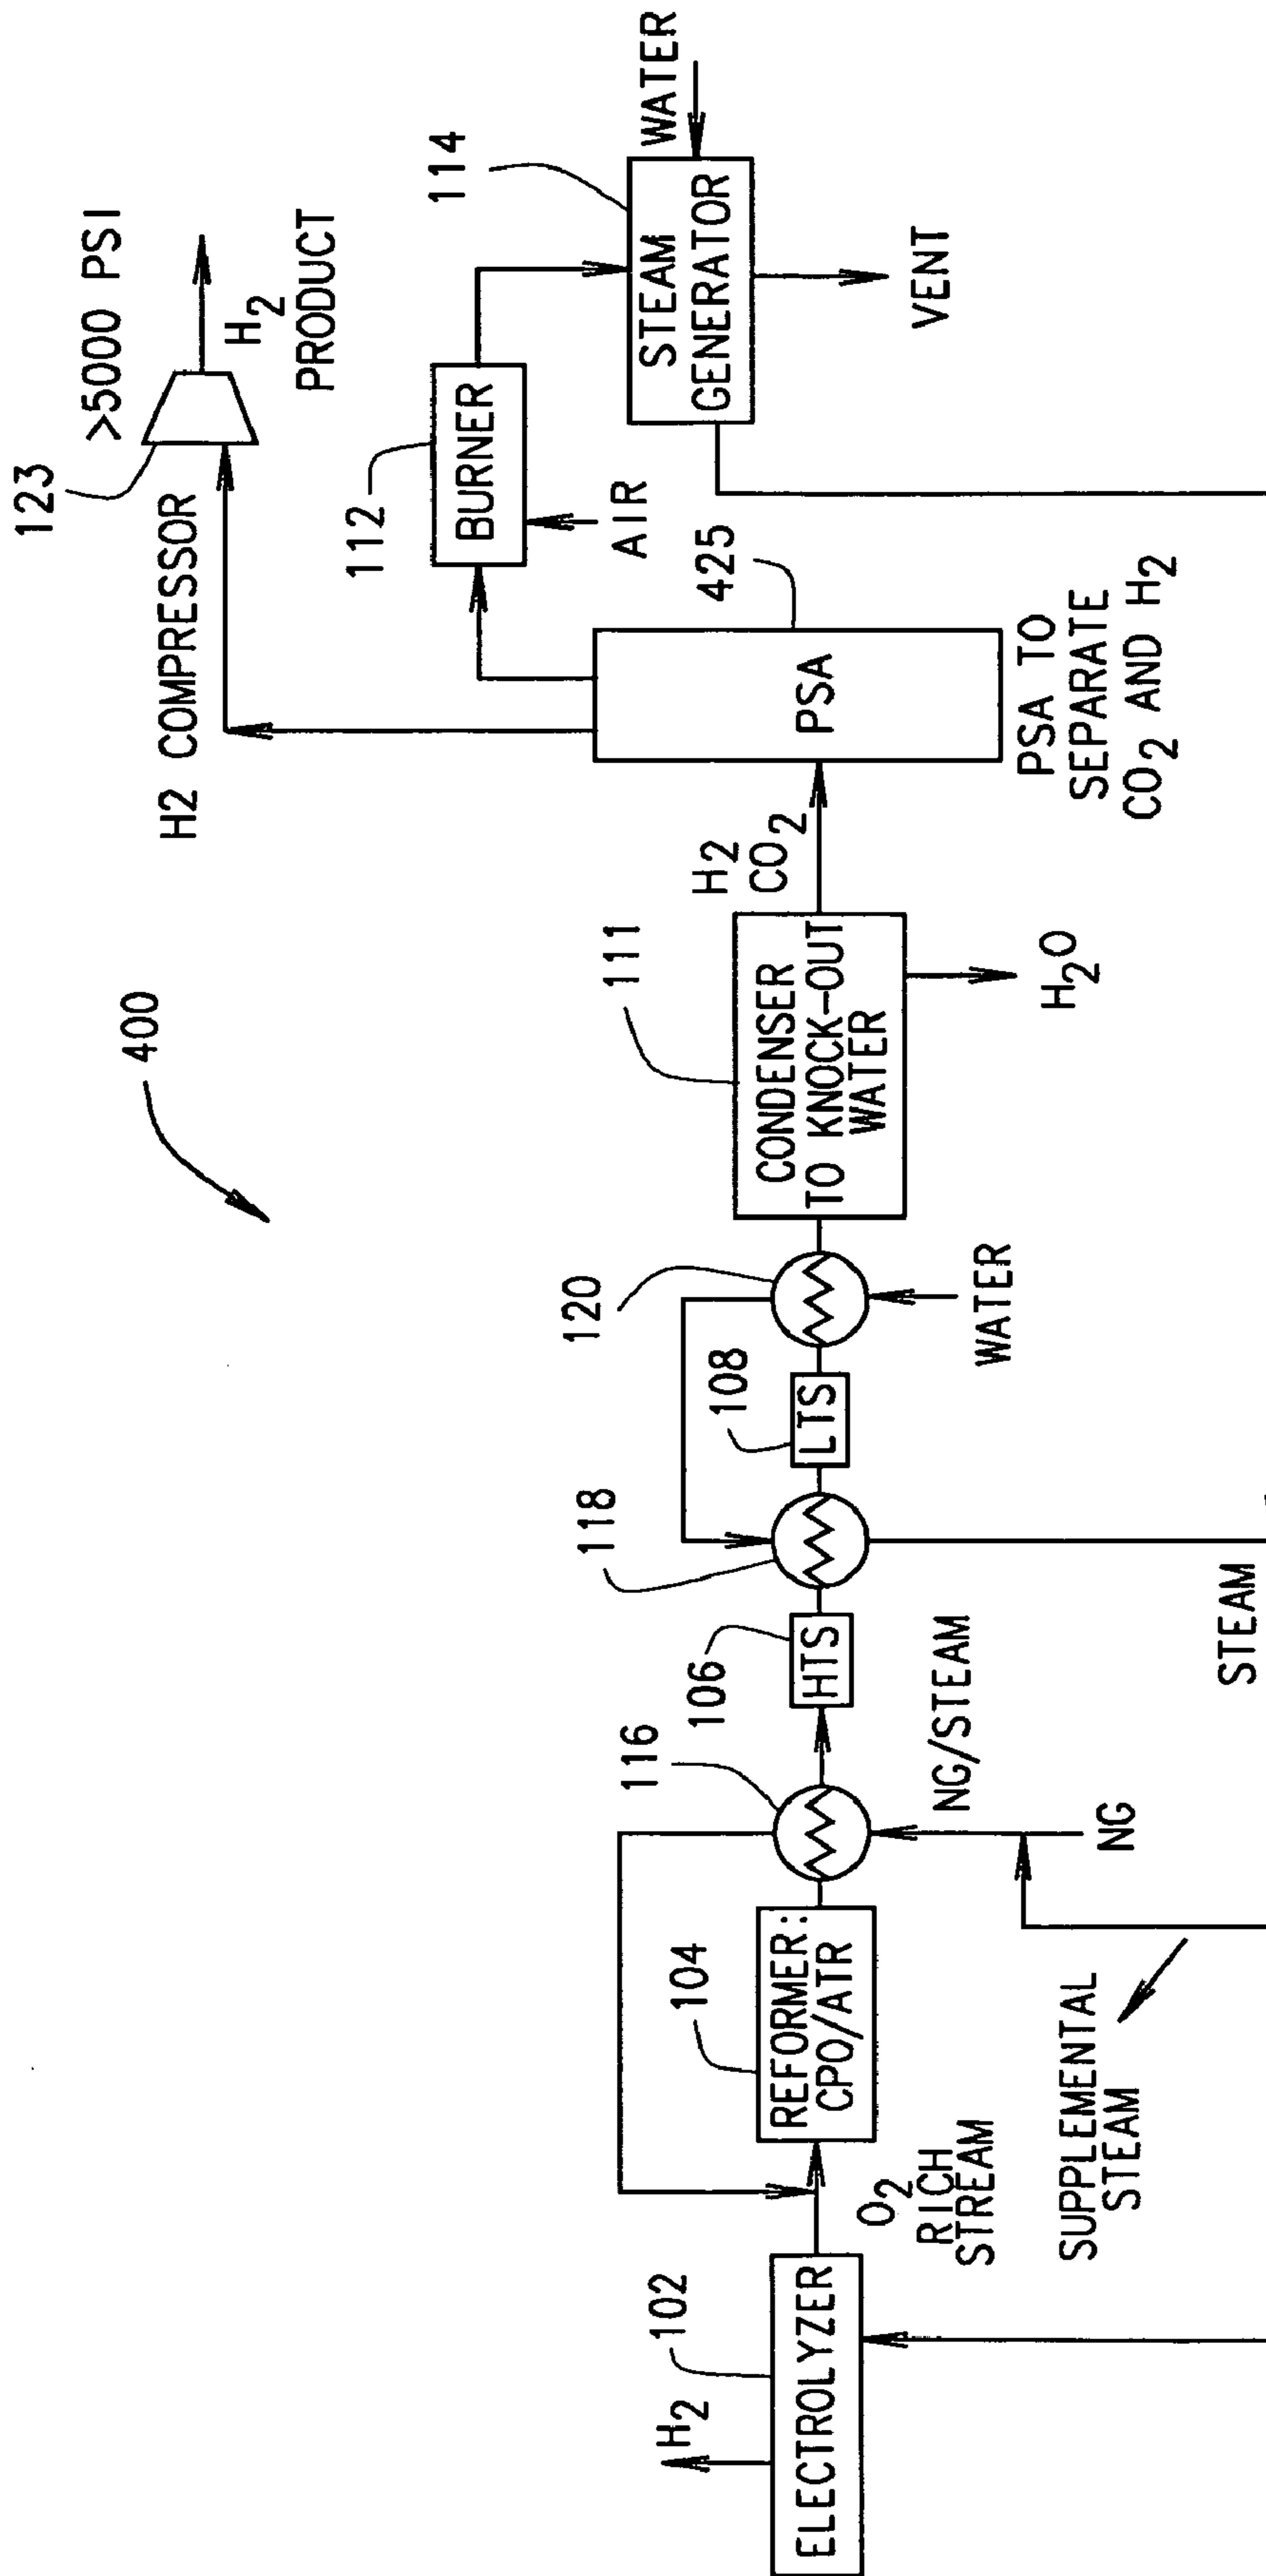 400
H2 COMPRESSOR
123
>5000 PSI
H2
PRODUCT
112
BURNER
AIR
114
STEAM
GENERATOR
WATER
VENT
425
PSA
PSA TO
SEPARATE
CO2 AND H2
H2
CO2
111
CONDENSER
TO KNOCK-OUT
WATER
H2O
120
WATER
108
LTS
118
STEAM
106
HTS
116
NG/STEAM
NG
104
REFORMER:
CPO/ATR
O2
RICH
STREAM
SUPPLEMENTAL
STEAM
102
H2
ELECTROLYZER